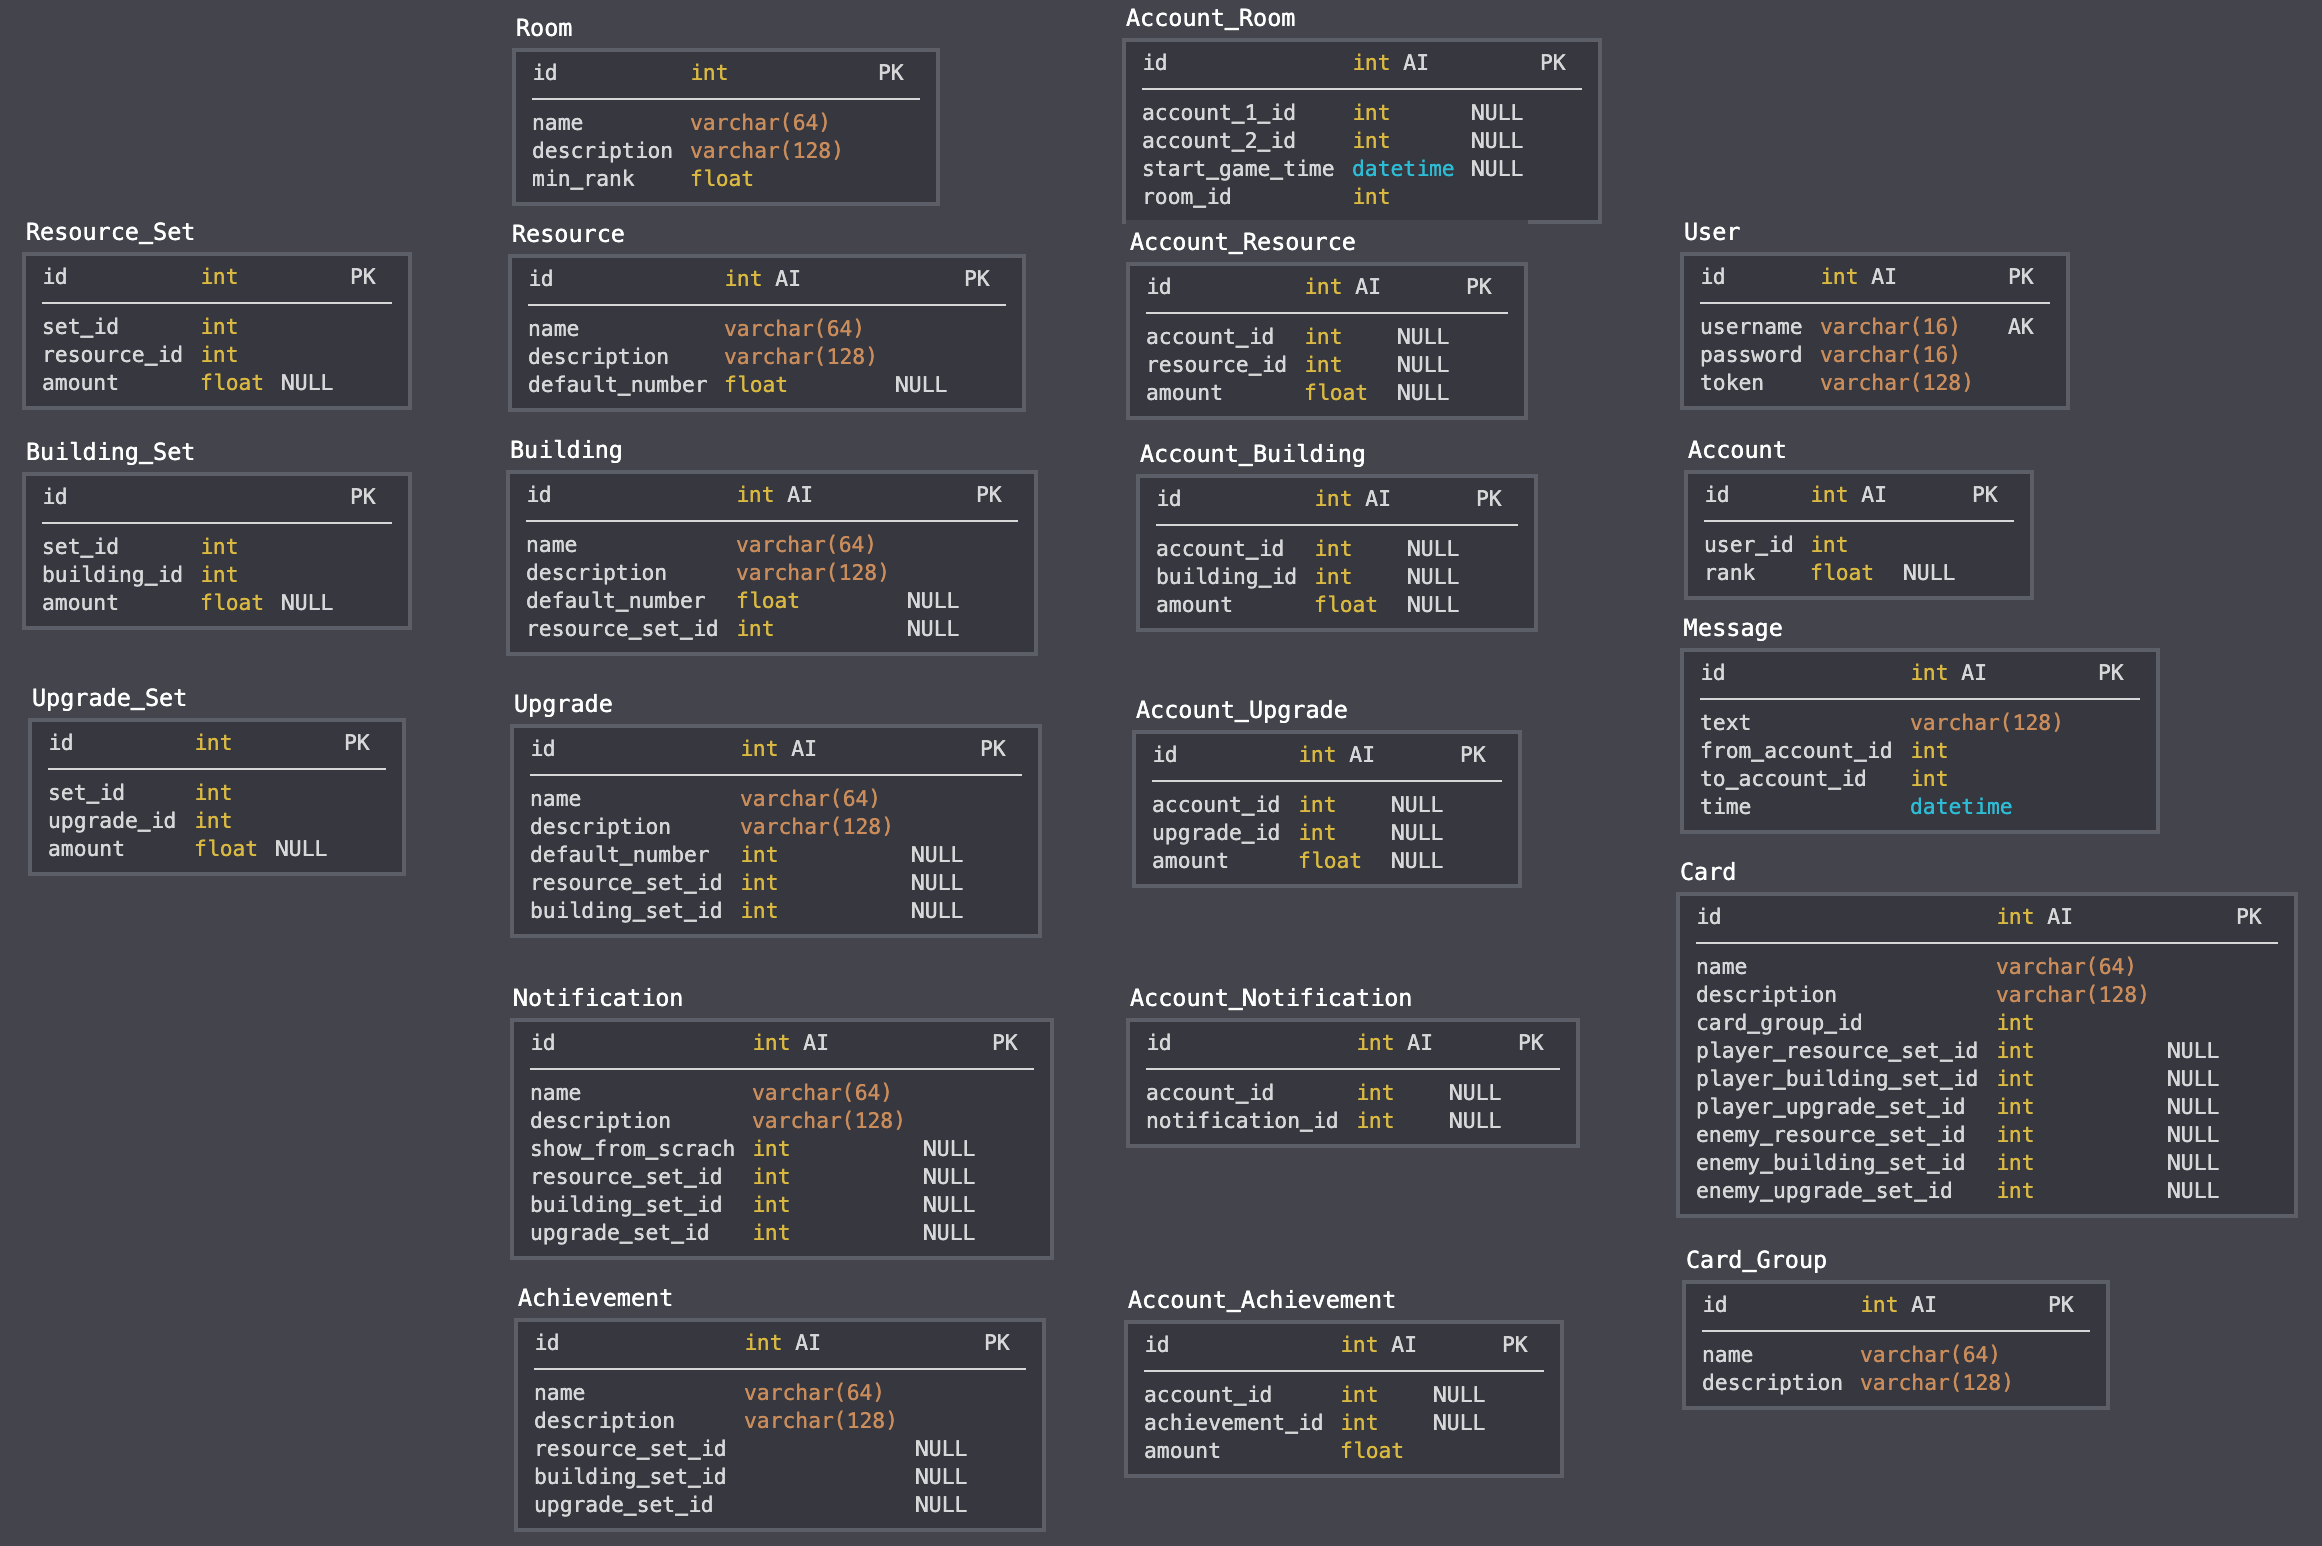 Resource_Set
id int PK
set_id int
resource_id int
amount float NULL
Building_Set
id PK
set_id int
building_id int
amount float NULL
Upgrade_Set
id int PK
set_id int
upgrade_id int
amount float NULL
Room
id int PK
name varchar(64)
description varchar(128)
min_rank float
Resource
id int AI PK
name varchar(64)
description varchar(128)
default_number float NULL
Building
id int AI PK
name varchar(64)
description varchar(128)
default_number float NULL
resource_set_id int NULL
Upgrade
id int AI PK
name varchar(64)
description varchar(128)
default_number int NULL
resource_set_id int NULL
building_set_id int NULL
Notification
id int AI PK
name varchar(64)
description varchar(128)
show_from_scrach int NULL
resource_set_id int NULL
building_set_id int NULL
upgrade_set_id int NULL
Achievement
id int AI PK
name varchar(64)
description varchar(128)
resource_set_id NULL
building_set_id NULL
upgrade_set_id NULL
Account_Room
id int AI PK
account_1_id int NULL
account_2_id int NULL
start_game_time datetime NULL
room_id int
Account_Resource
id int AI PK
account_id int NULL
resource_id int NULL
amount float NULL
Account_Building
id int AI PK
account_id int NULL
building_id int NULL
amount float NULL
Account_Upgrade
id int AI PK
account_id int NULL
upgrade_id int NULL
amount float NULL
Account_Notification
id int AI PK
account_id int NULL
notification_id int NULL
Account_Achievement
id int AI PK
account_id int NULL
achievement_id int NULL
amount float
User
id int AI PK
username varchar(16) AK
password varchar(16)
token varchar(128)
Account
id int AI PK
user_id int
rank float NULL
Message
id int AI PK
text varchar(128)
from_account_id int
to_account_id int
time datetime
Card
id int AI PK
name varchar(64)
description varchar(128)
card_group_id int
player_resource_set_id int NULL
player_building_set_id int NULL
player_upgrade_set_id int NULL
enemy_resource_set_id int NULL
enemy_building_set_id int NULL
enemy_upgrade_set_id int NULL
Card_Group
id int AI PK
name varchar(64)
description varchar(128)